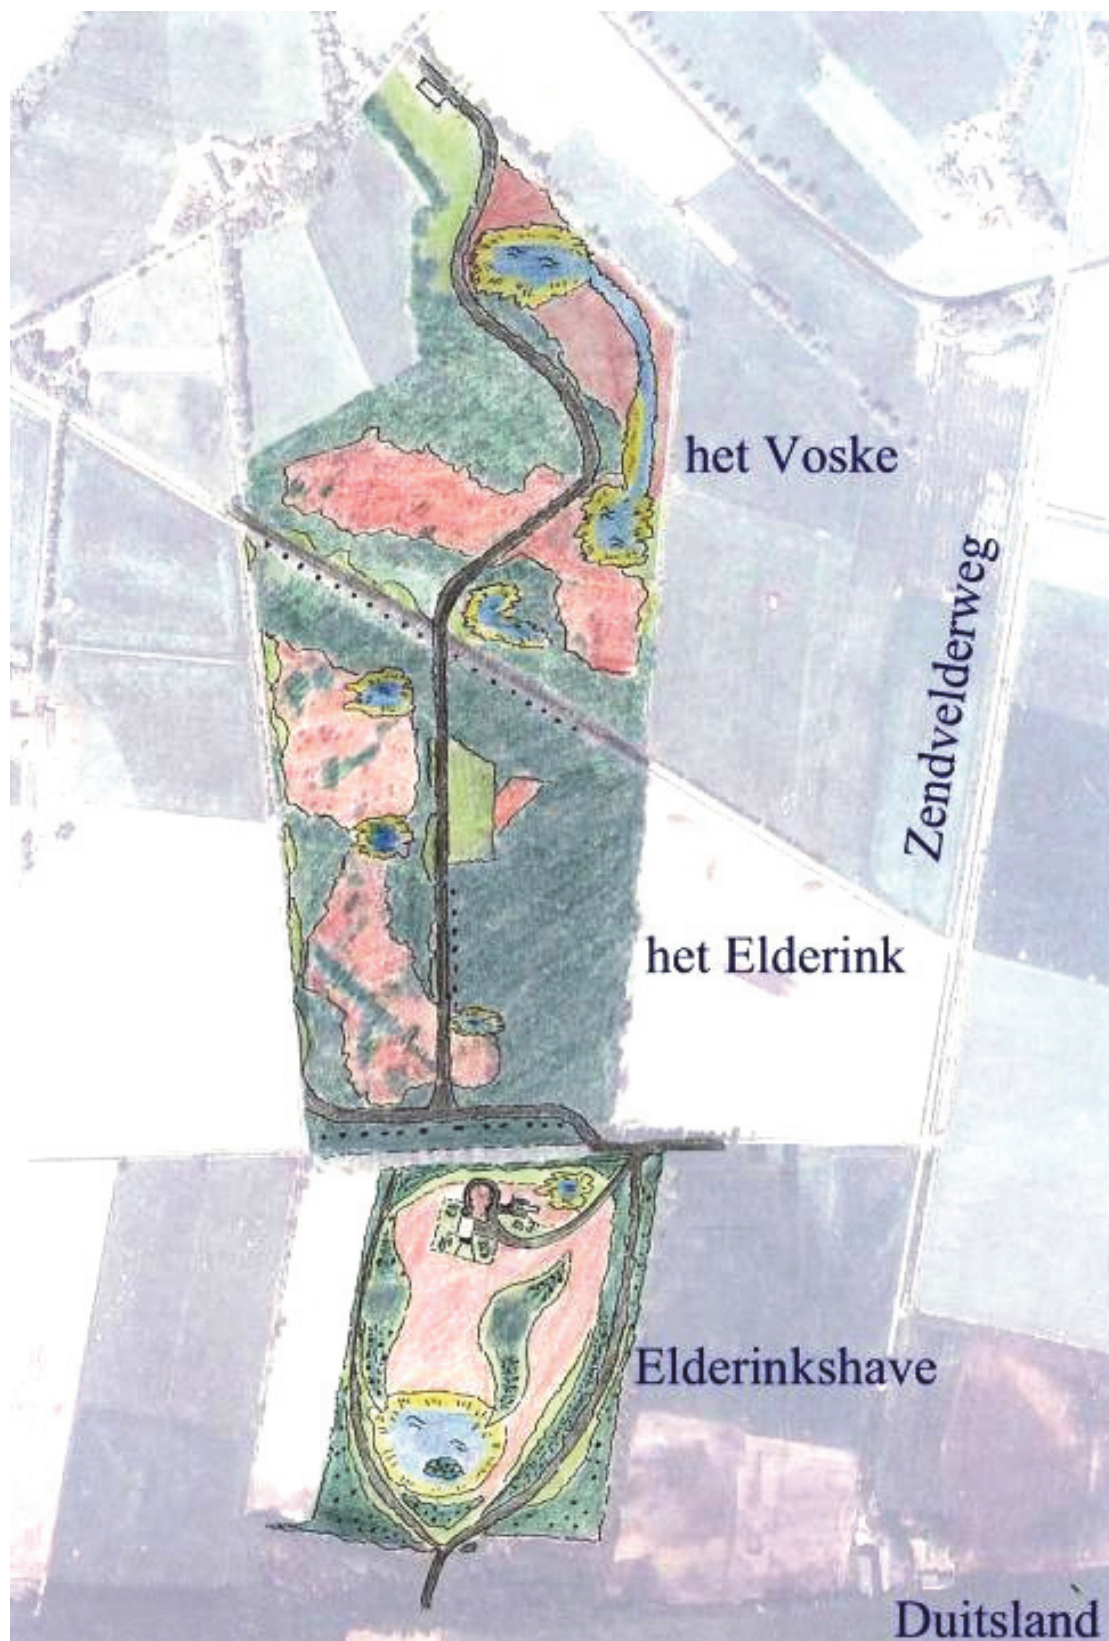 het Voske
Zendvelderweg
het Elderink
Elderinkshave
Duitsland